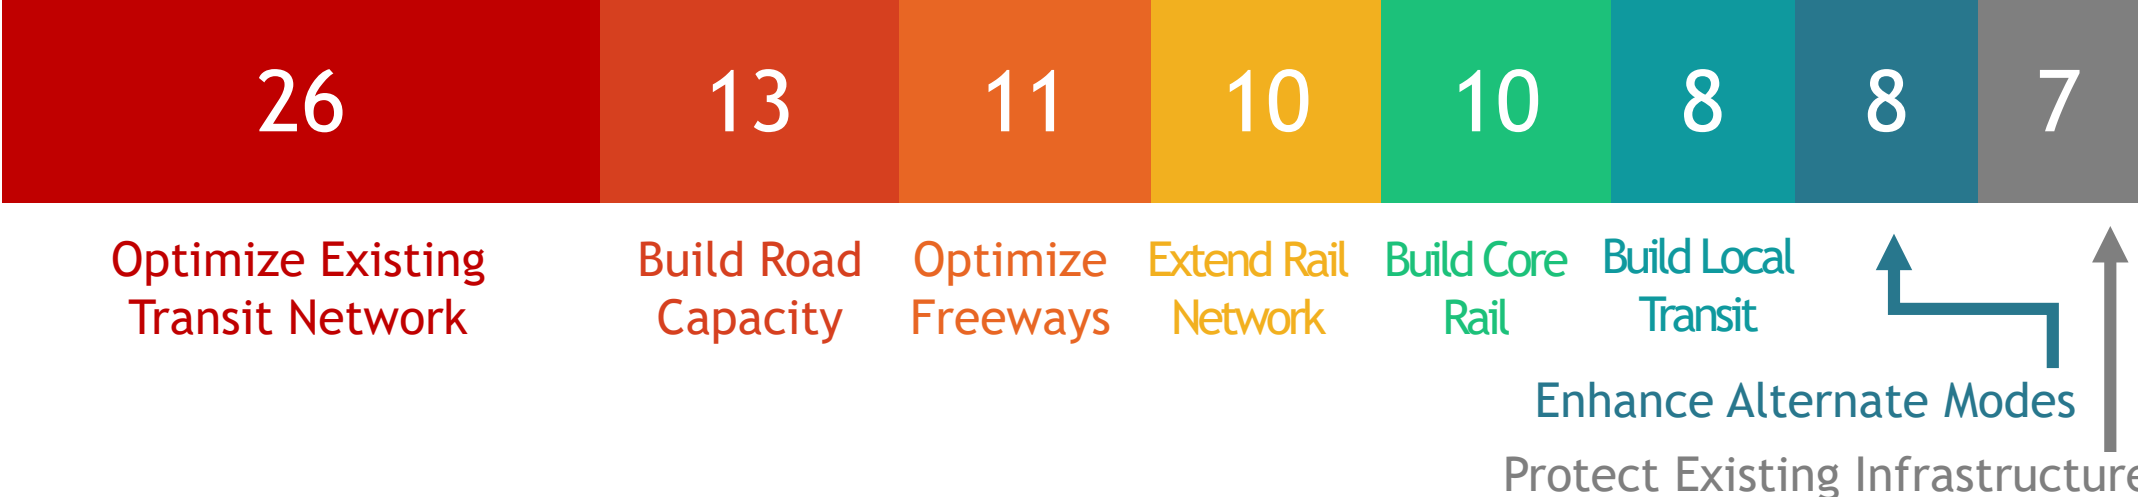 26 13 11 10 10 8 8 7
Optimize Existing
Transit Network
Build Road
Capacity
Optimize
Freeways
Extend Rail
Network
Build Core
Rail
Build Local
Transit
Enhance Alternate Modes
Protect Existing Infrastructure